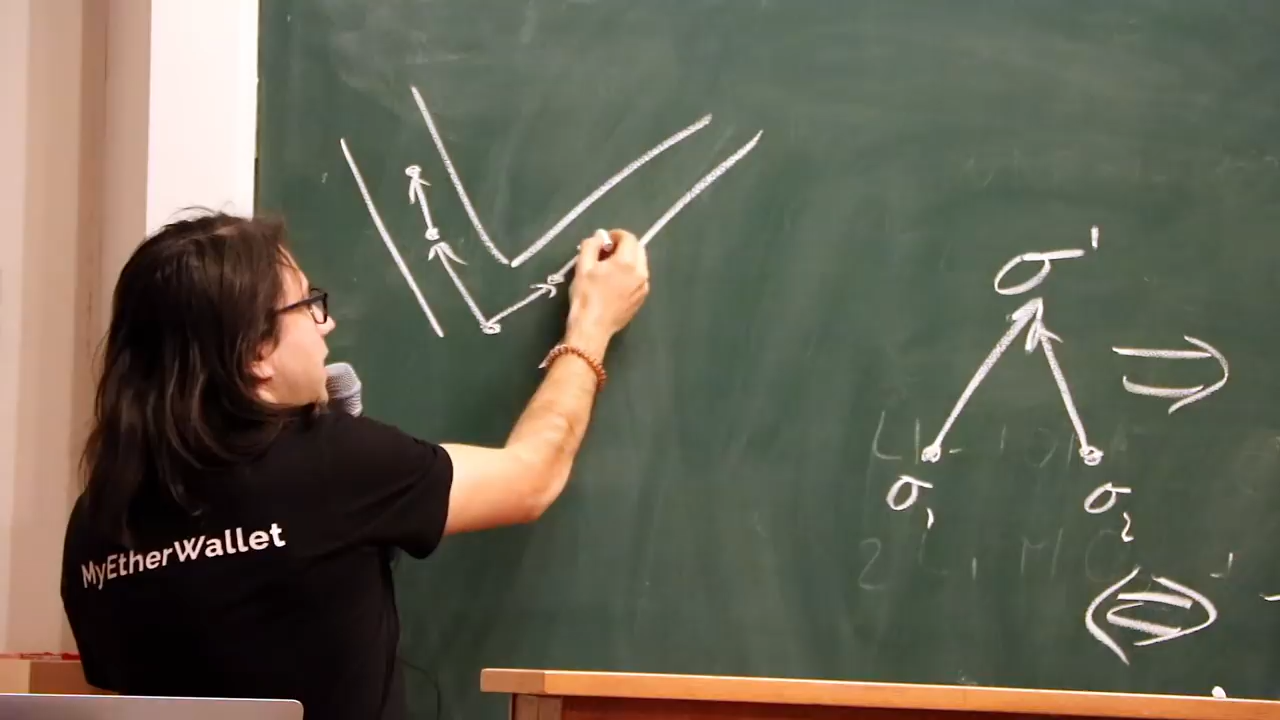 MyEtherWallet
σ'
⇒
σ₁ σ₂
⇔